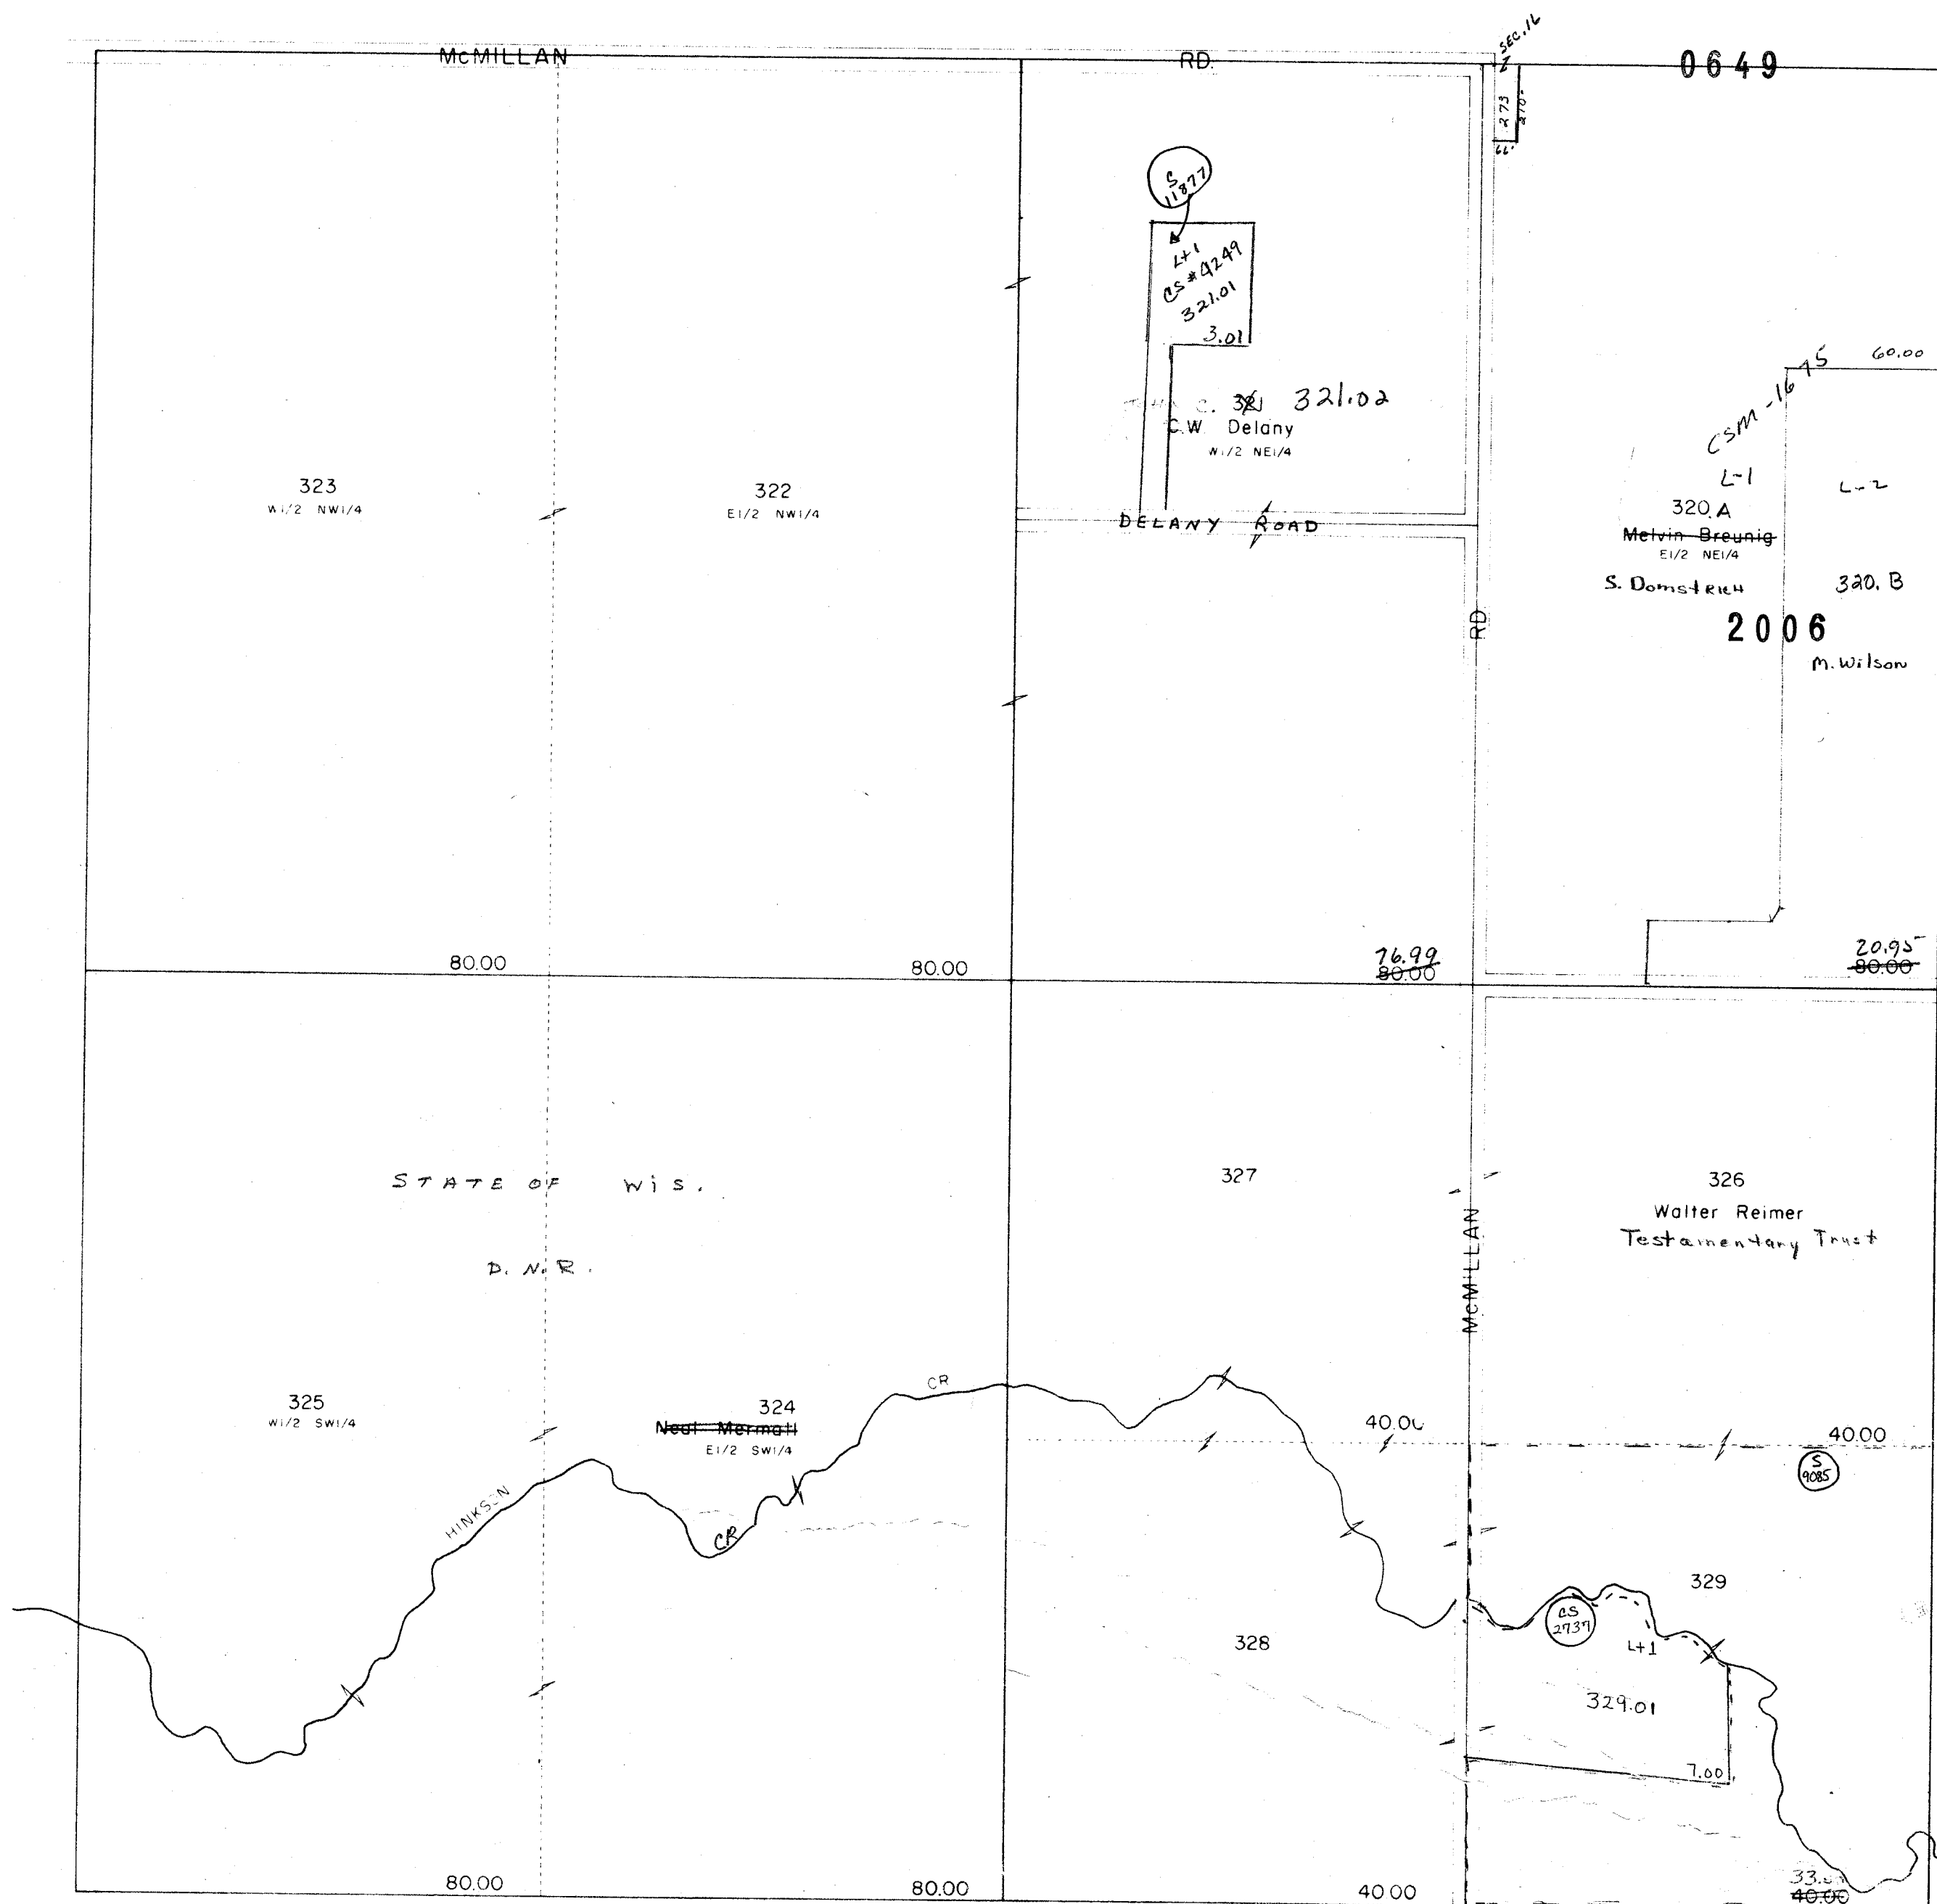 McMILLAN RD.
SEC. 16
0649
273
210'
66'
S
11877
L+1
CS#4249
321.01
3.01
321 321.02
C.W. Delany
W1/2 NE1/4
DELANY ROAD
323
W1/2 NW1/4
322
E1/2 NW1/4
CSM-1675
60.00
L-1
L-2
320.A
Melvin Breunig
E1/2 NE1/4
S. Domstrich
320.B
2006
M. Wilson
RD
80.00
80.00
76.99
80.00
20.95
80.00
STATE OF WIS.
D.N.R.
327
326
Walter Reimer
Testamentary Trust
McMILLAN
325
W1/2 SW1/4
324
E1/2 SW1/4
CR
40.00
40.00
S
9085
HINKSON
CR
328
329
CS
2737
L+1
329.01
7.00
80.00
80.00
40.00
40.00